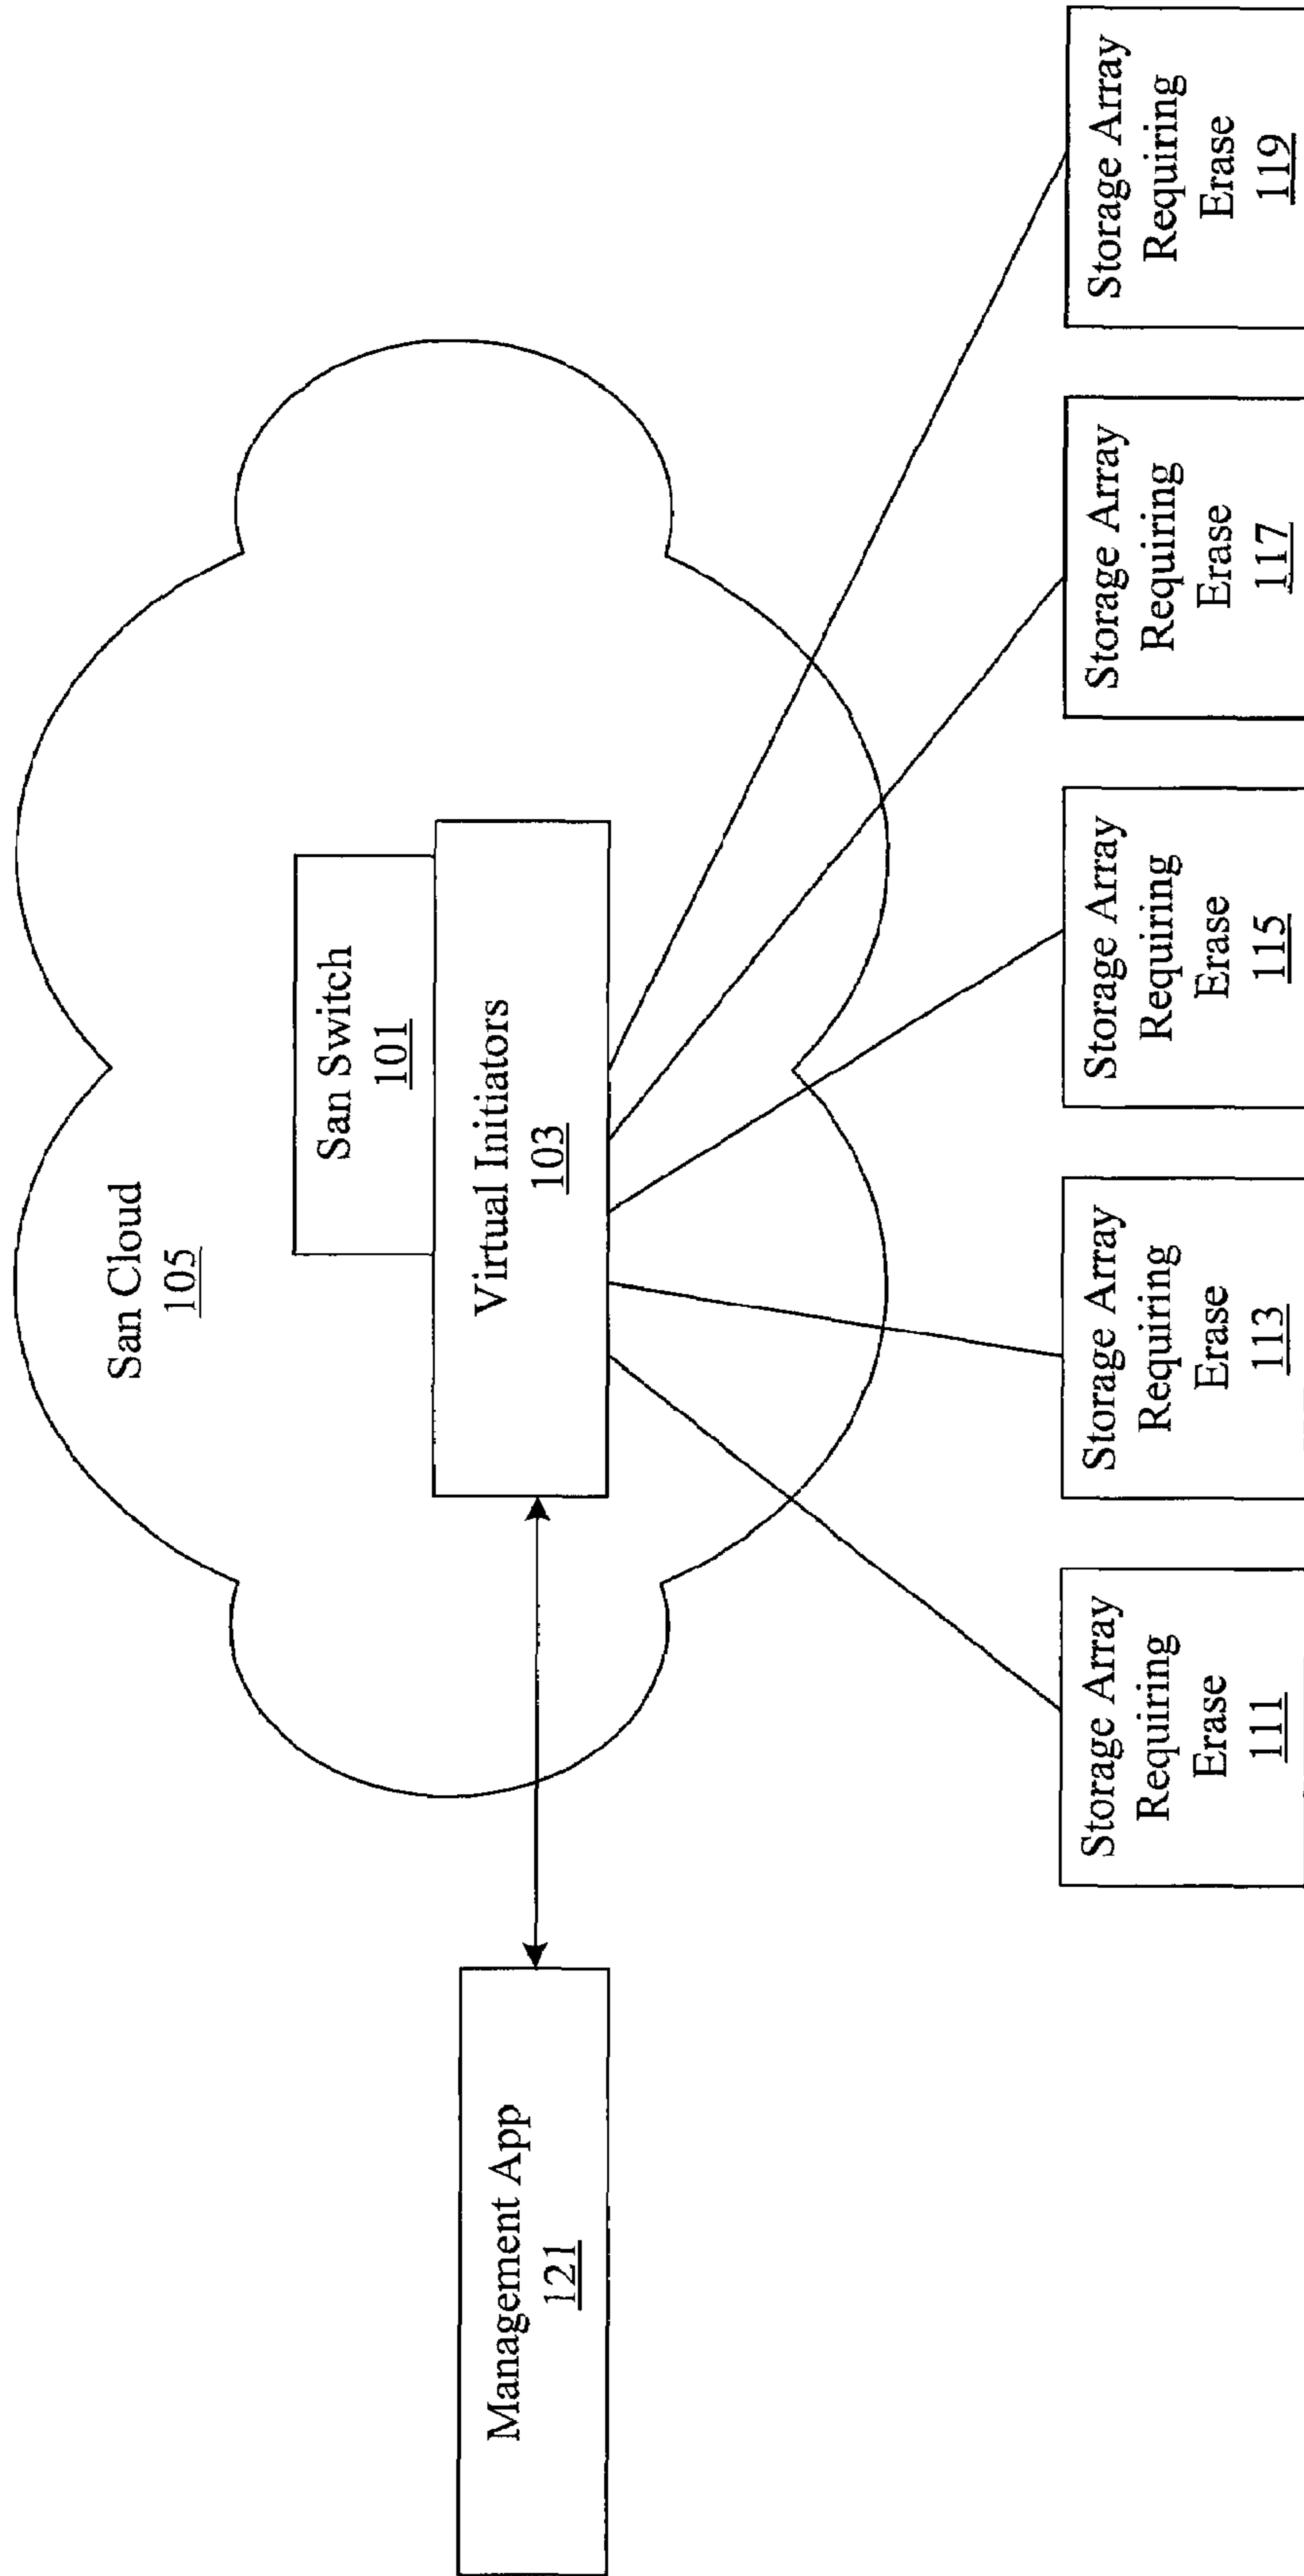 San Cloud
105
San Switch
101
Virtual Initiators
103
Management App
121
Storage Array
Requiring
Erase
111
Storage Array
Requiring
Erase
113
Storage Array
Requiring
Erase
115
Storage Array
Requiring
Erase
117
Storage Array
Requiring
Erase
119